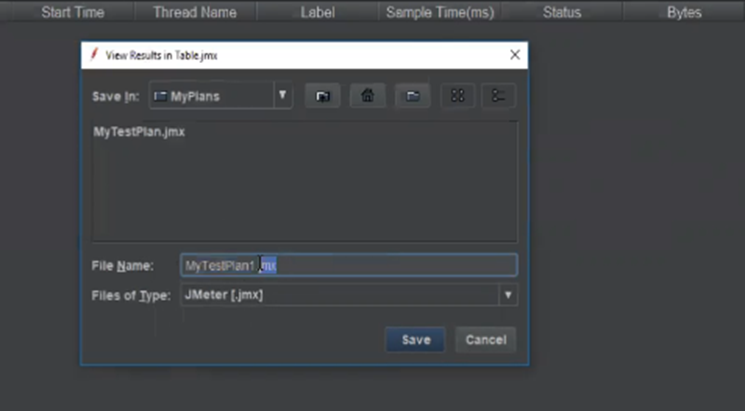 Start Time Thread Name Label Sample Time(ms) Status Bytes
View Results in Table.jmx
Save In: MyPlans
MyTestPlan.jmx
File Name: MyTestPlan1.jmx
Files of Type: JMeter [.jmx]
Save Cancel